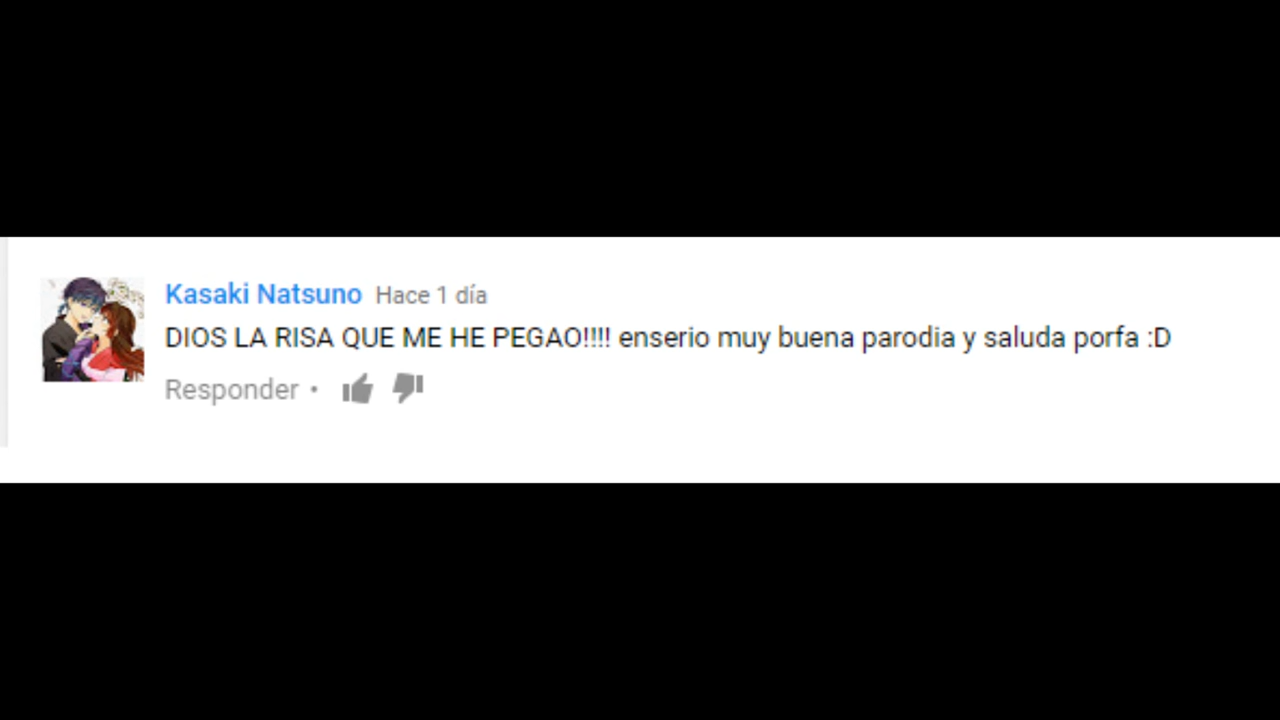 Kasaki Natsuno Hace 1 día
DIOS LA RISA QUE ME HE PEGAO!!!! enserio muy buena parodia y saluda porfa :D
Responder •